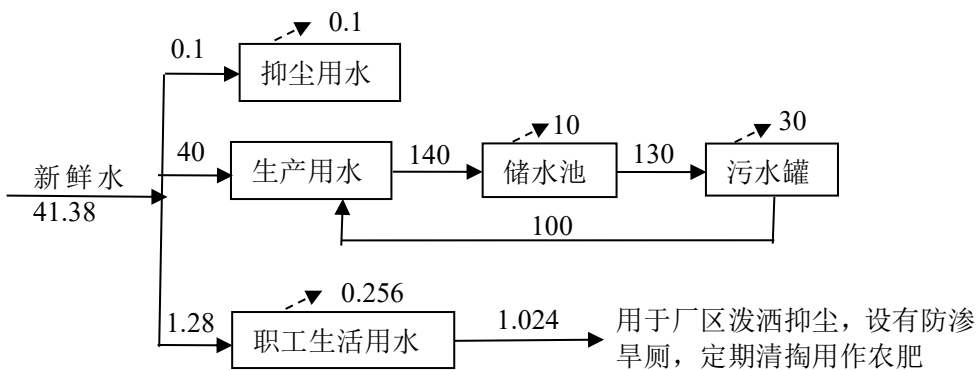 0.1
0.1
抑尘用水
新鲜水
41.38
40
生产用水
140
10
储水池
130
30
污水罐
100
1.28
0.256
职工生活用水
1.024
用于厂区泼洒抑尘，设有防渗
旱厕，定期清掏用作农肥